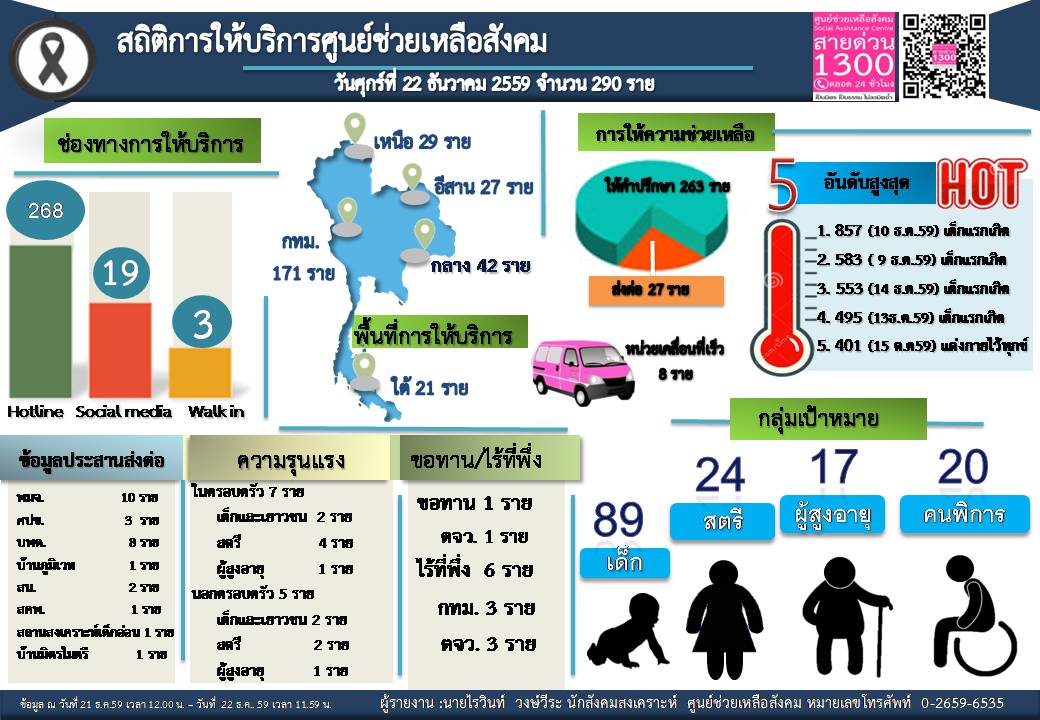 สถิติการให้บริการศูนย์ช่วยเหลือสังคม
วันศุกร์ที่ 22 ธันวาคม 2559 จำนวน 290 ราย
ศูนย์ช่วยเหลือสังคม
Social Assistance Centre
สายด่วน
1300
ตลอด 24 ชั่วโมง
สายด่วน
1300
ช่องทางการให้บริการ
268
19
3
Hotline Social media Walk in
เหนือ 29 ราย
อีสาน 27 ราย
กทม.
171 ราย
กลาง 42 ราย
พื้นที่การให้บริการ
ใต้ 21 ราย
การให้ความช่วยเหลือ
ให้คำปรึกษา 263 ราย
ส่งต่อ 27 ราย
หน่วยเคลื่อนที่เร็ว
8 ราย
5 อันดับสูงสุด HOT
1. 857 (10 ธ.ค.59) เด็กแรกเกิด
2. 583 ( 9 ธ.ค.59) เด็กแรกเกิด
3. 553 (14 ธ.ค.59) เด็กแรกเกิด
4. 495 (13ธ.ค.59) เด็กแรกเกิด
5. 401 (15 ต.ค59) แต่งกายไว้ทุกข์
ข้อมูลประสานส่งต่อ
พมจ. 10 ราย
ศปข. 3 ราย
บพด. 8 ราย
บ้านภูมิเวท 1 ราย
สน. 2 ราย
สคพ. 1 ราย
สถานสงเคราะห์เด็กอ่อน 1 ราย
บ้านมิตรไมตรี 1 ราย
ความรุนแรง
ในครอบครัว 7 ราย
เด็กและเยาวชน 2 ราย
สตรี 4 ราย
ผู้สูงอายุ 1 ราย
นอกครอบครัว 5 ราย
เด็กและเยาวชน 2 ราย
สตรี 2 ราย
ผู้สูงอายุ 1 ราย
ขอทาน/ไร้ที่พึ่ง
ขอทาน 1 ราย
ตจว. 1 ราย
ไร้ที่พึ่ง 6 ราย
กทม. 3 ราย
ตจว. 3 ราย
กลุ่มเป้าหมาย
89
เด็ก
24
สตรี
17
ผู้สูงอายุ
20
คนพิการ
ข้อมูล ณ วันที่ 21 ธ.ค.59 เวลา 12.00 น. – วันที่ 22 ธ.ค.. 59 เวลา 11.59 น.
ผู้รายงาน :นายไรวินท์ วงษ์วีระ นักสังคมสงเคราะห์ ศูนย์ช่วยเหลือสังคม หมายเลขโทรศัพท์ 0-2659-6535